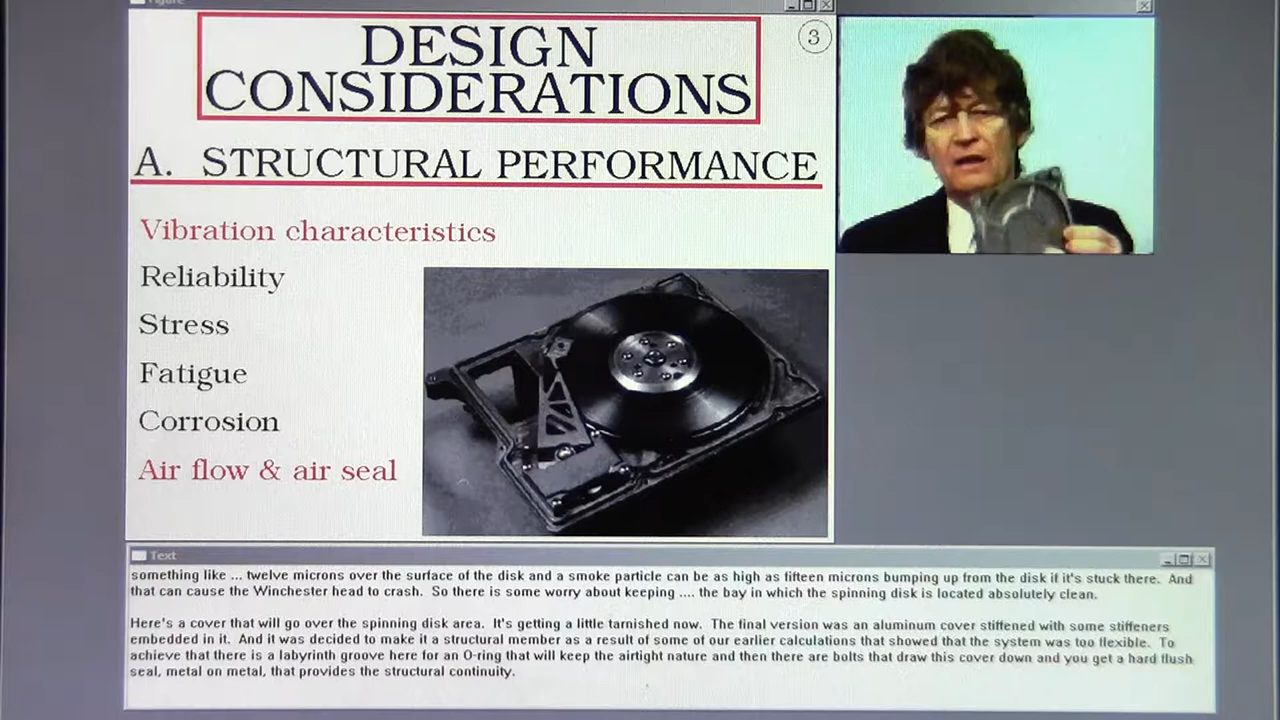 Figure
DESIGN
CONSIDERATIONS
3
A. STRUCTURAL PERFORMANCE
Vibration characteristics
Reliability
Stress
Fatigue
Corrosion
Air flow & air seal
Text
something like ... twelve microns over the surface of the disk and a smoke particle can be as high as fifteen microns bumping up from the disk if it's stuck there. And
that can cause the Winchester head to crash. So there is some worry about keeping .... the bay in which the spinning disk is located absolutely clean.
Here's a cover that will go over the spinning disk area. It's getting a little tarnished now. The final version was an aluminum cover stiffened with some stiffeners
embedded in it. And it was decided to make it a structural member as a result of some of our earlier calculations that showed that the system was too flexible. To
achieve that there is a labyrinth groove here for an O-ring that will keep the airtight nature and then there are bolts that draw this cover down and you get a hard flush
seal, metal on metal, that provides the structural continuity.